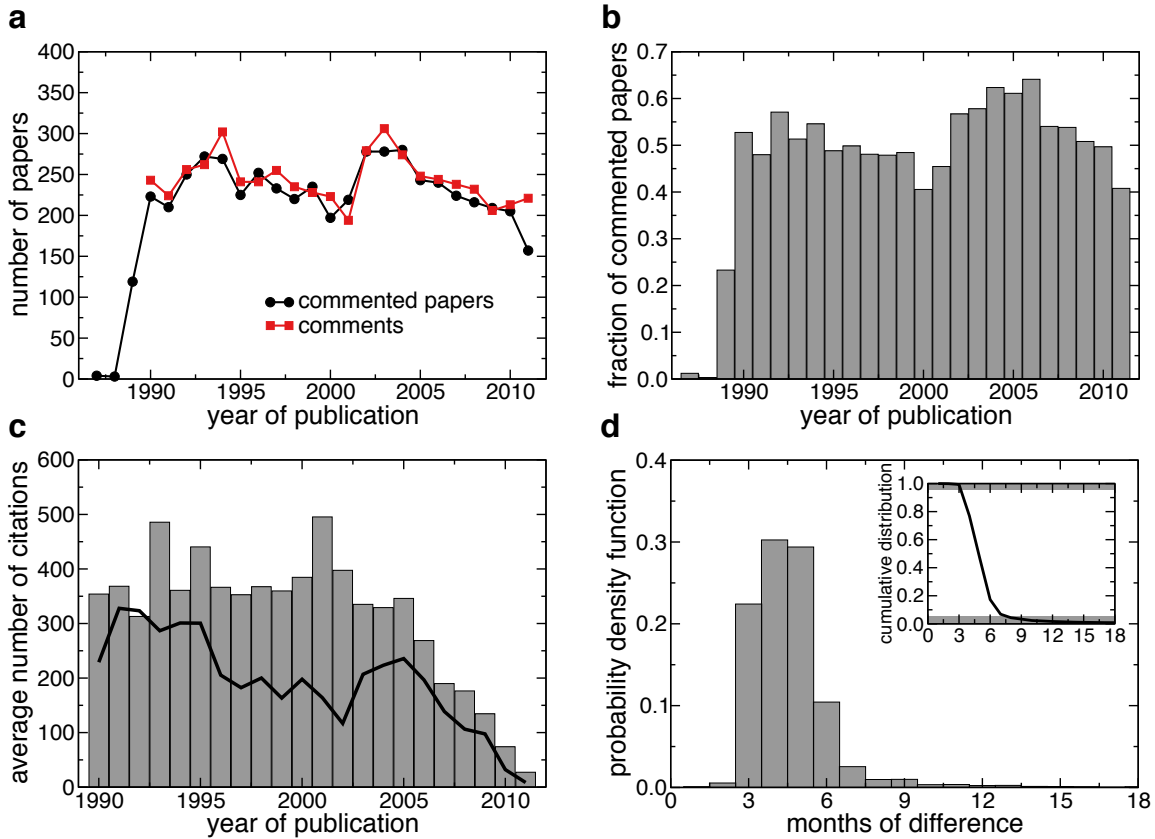 a
400
350
300
250
200
150
100
50
0
number of papers
commented papers
comments
1990 1995 2000 2005 2010
year of publication
b
0.7
0.6
0.5
0.4
0.3
0.2
0.1
0.0
fraction of commented papers
1990 1995 2000 2005 2010
year of publication
c
600
500
400
300
200
100
0
average number of citations
1990 1995 2000 2005 2010
year of publication
d
0.4
0.3
0.2
0.1
0.0
probability density function
0 3 6 9 12 15 18
months of difference
1.0
0.8
0.6
0.4
0.2
0.0
cumulative distribution
0 3 6 9 12 15 18